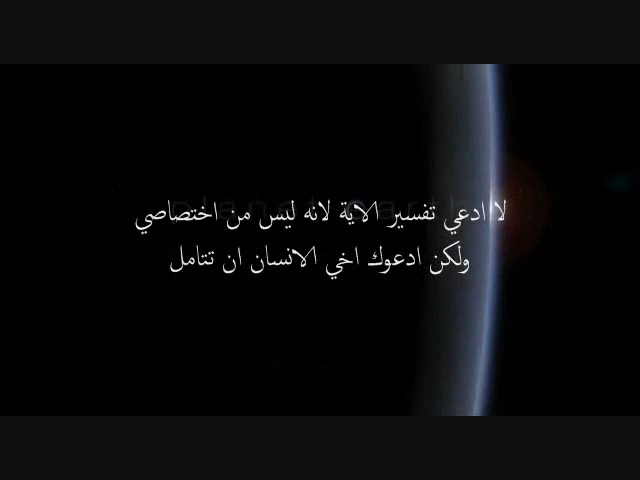 لا ادعي تفسير الاية لانه ليس من اختصاصي
ولكن ادعوك اخي الانسان ان تتامل